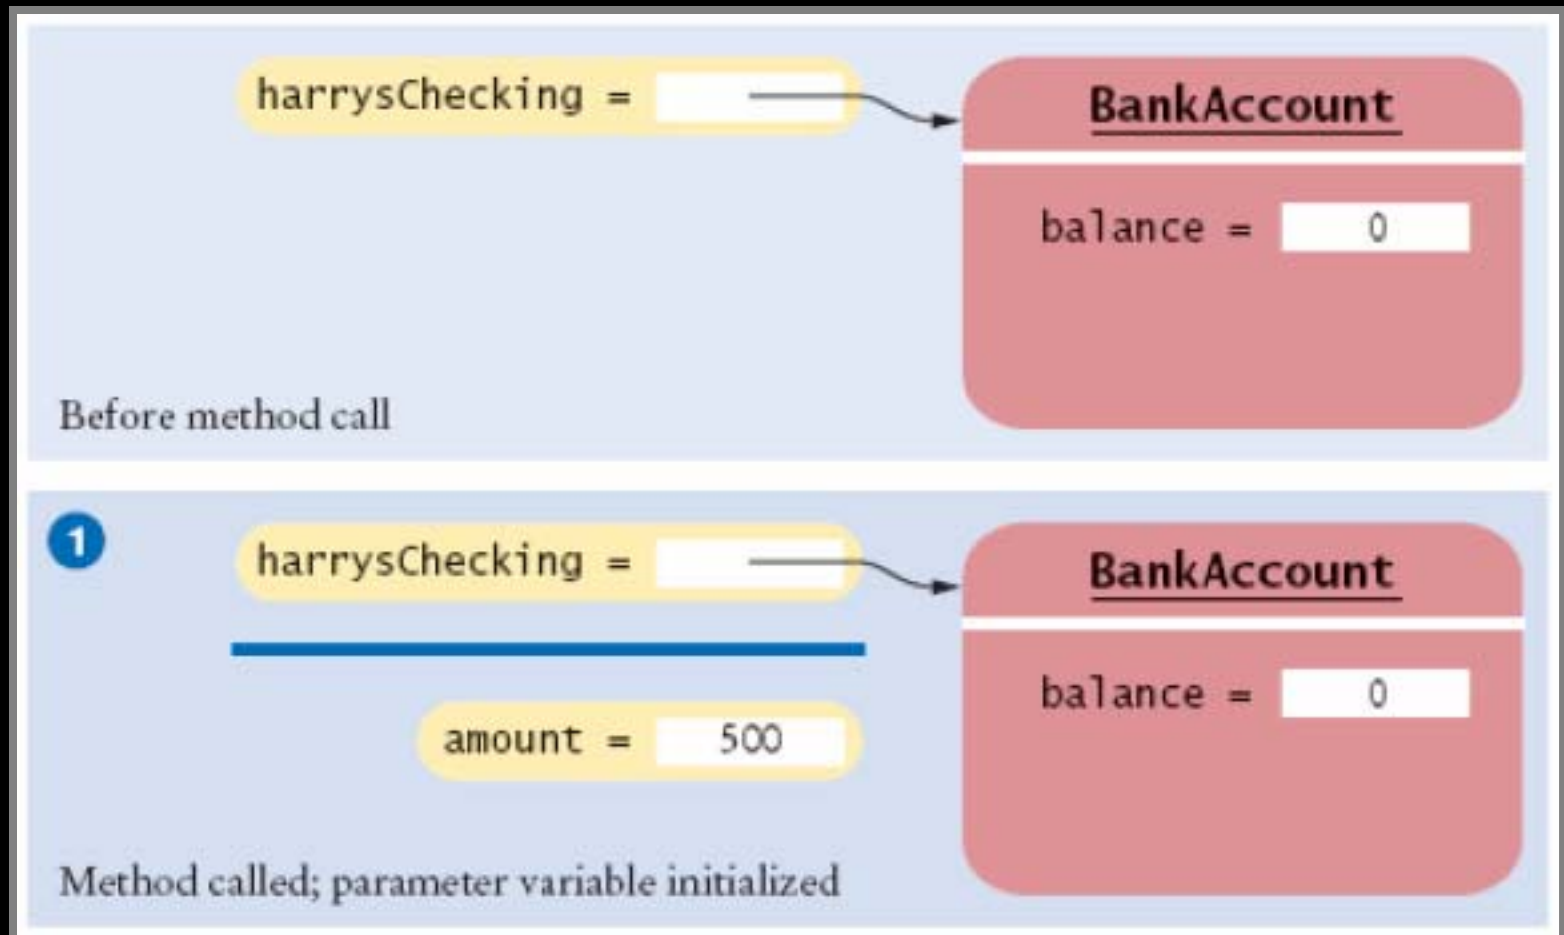 harrysChecking =
BankAccount
balance = 0
Before method call
1
harrysChecking =
BankAccount
balance = 0
amount = 500
Method called; parameter variable initialized